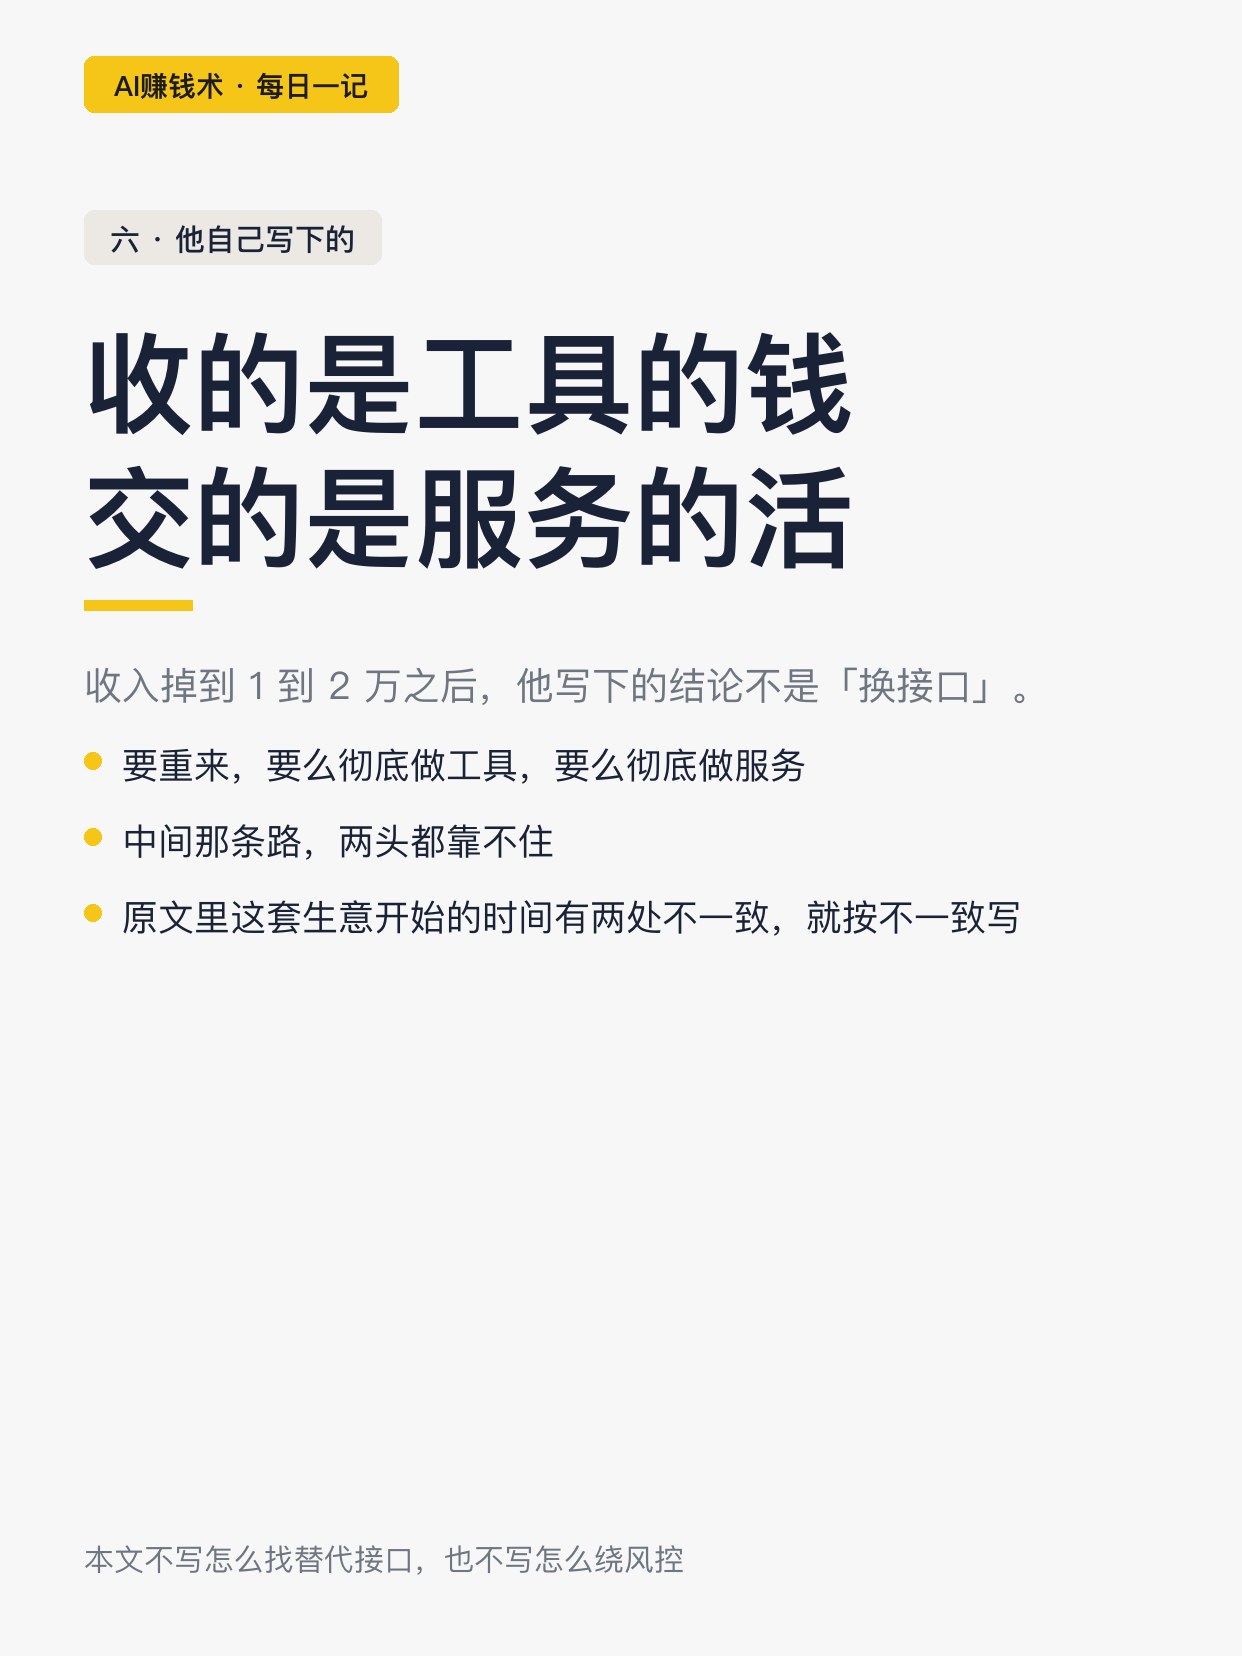 AI赚钱术 · 每日一记
六 · 他自己写下的
收的是工具的钱
交的是服务的活
收入掉到 1 到 2 万之后，他写下的结论不是「换接口」。
要重来，要么彻底做工具，要么彻底做服务
中间那条路，两头都靠不住
原文里这套生意开始的时间有两处不一致，就按不一致写
本文不写怎么找替代接口，也不写怎么绕风控